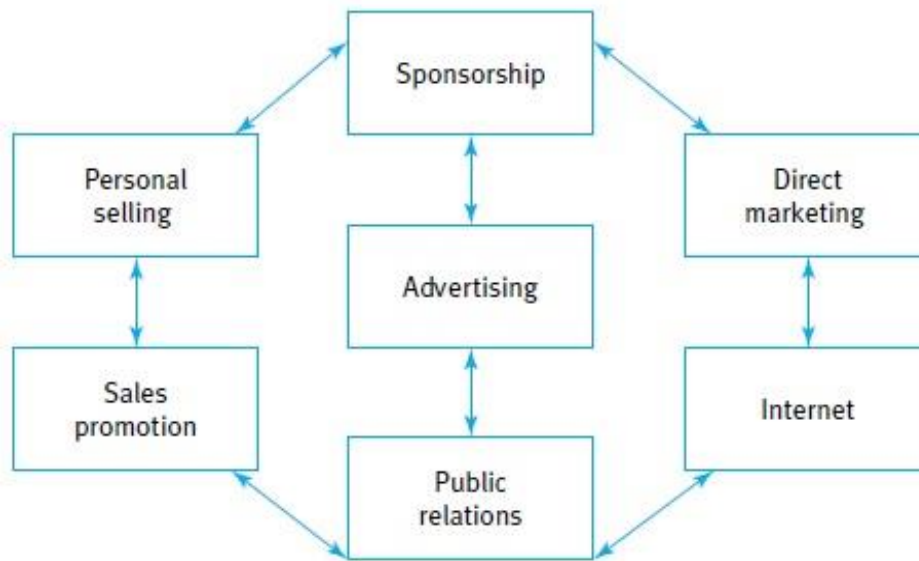 Sponsorship
Personal
selling
Direct
marketing
Advertising
Sales
promotion
Internet
Public
relations